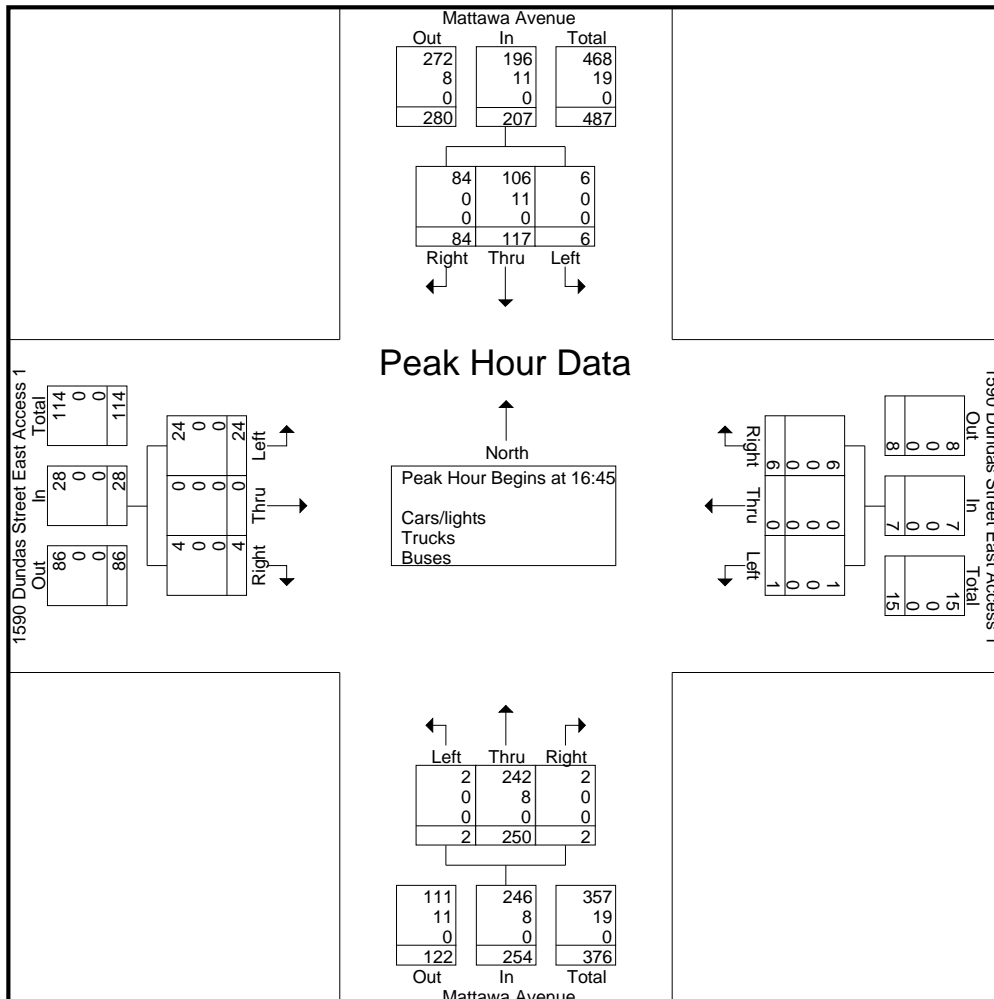 Mattawa Avenue
Out In Total
272 196 468
8 11 19
0 0 0
280 207 487
84 106 6
0 11 0
0 0 0
84 117 6
Right Thru Left
Peak Hour Data
North
Peak Hour Begins at 16:45
Cars/lights
Trucks
Buses
1590 Dundas Street East Access 1
Out In Total
86 28 114
0 0 0
0 0 0
86 28 114
Left Thru Right
24 0 4
0 0 0
0 0 0
24 0 4
Right Thru Left
6 0 1
0 0 0
0 0 0
6 0 1
Out In Total
8 7 15
0 0 0
0 0 0
8 7 15
1590 Dundas Street East Access 1
Left Thru Right
2 242 2
0 8 0
0 0 0
2 250 2
111 246 357
11 8 19
0 0 0
122 254 376
Out In Total
Mattawa Avenue